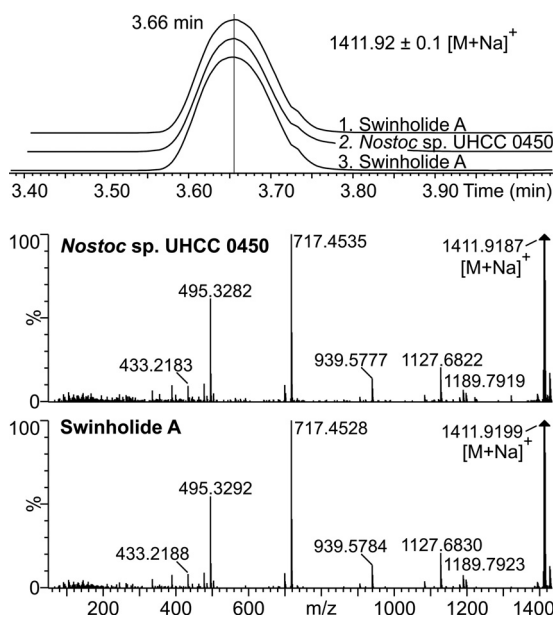 3.66 min
1411.92 ± 0.1 [M+Na]+
1. Swinholide A
2. Nostoc sp. UHCC 0450
3. Swinholide A
3.40 3.50 3.60 3.70 3.80 3.90 Time (min)
100
Nostoc sp. UHCC 0450
717.4535
1411.9187
[M+Na]+
495.3282
%
433.2183
939.5777
1127.6822
1189.7919
0
100
Swinholide A
717.4528
1411.9199
[M+Na]+
495.3292
%
433.2188
939.5784
1127.6830
1189.7923
0
200 400 600 m/z 1000 1200 1400